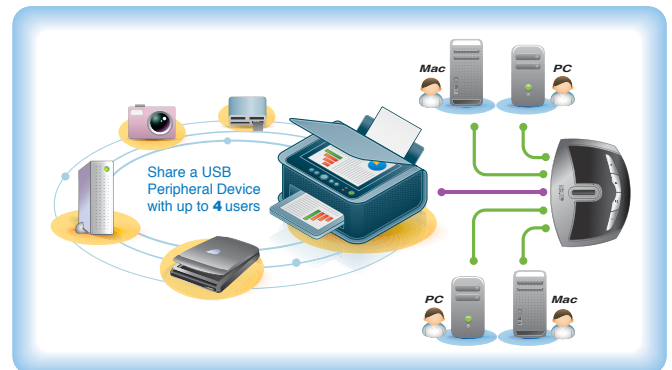 Mac
PC
Share a USB
Peripheral Device
with up to 4 users
PC
Mac